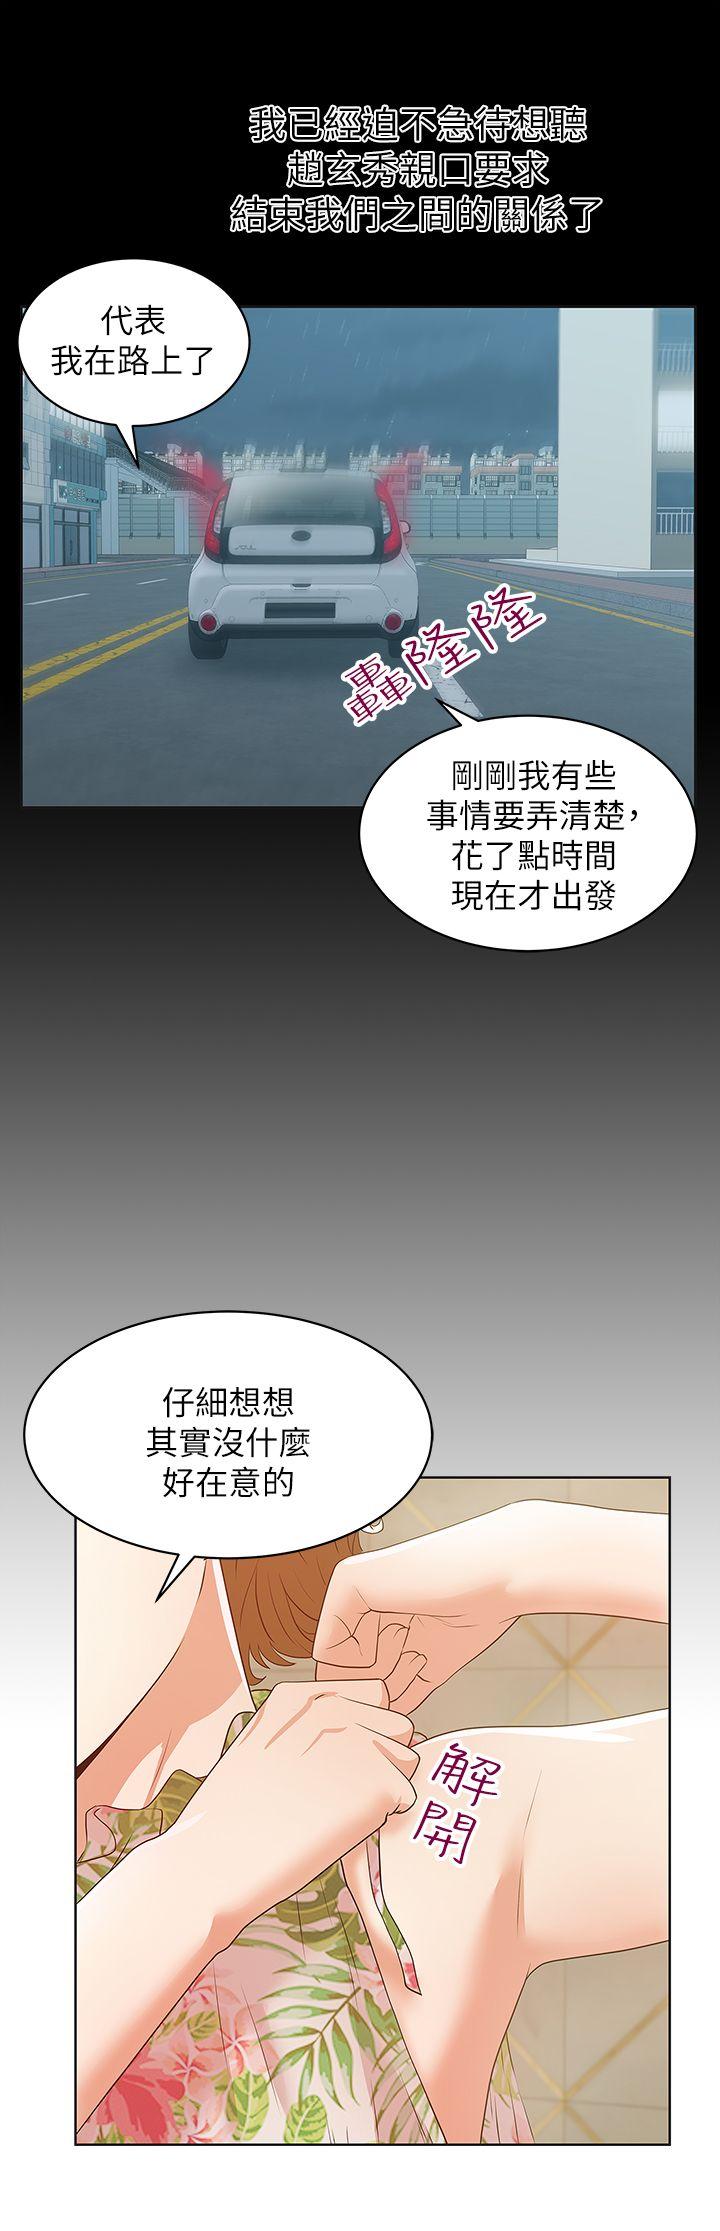 我已經迫不急待想聽
趙玄秀親口要求
結束我們之間的關係了
代表
我在路上了
SOUL
轟隆隆
剛剛我有些
事情要弄清楚，
花了點時間
現在才出發
仔細想想
其實沒什麼
好在意的
解
開